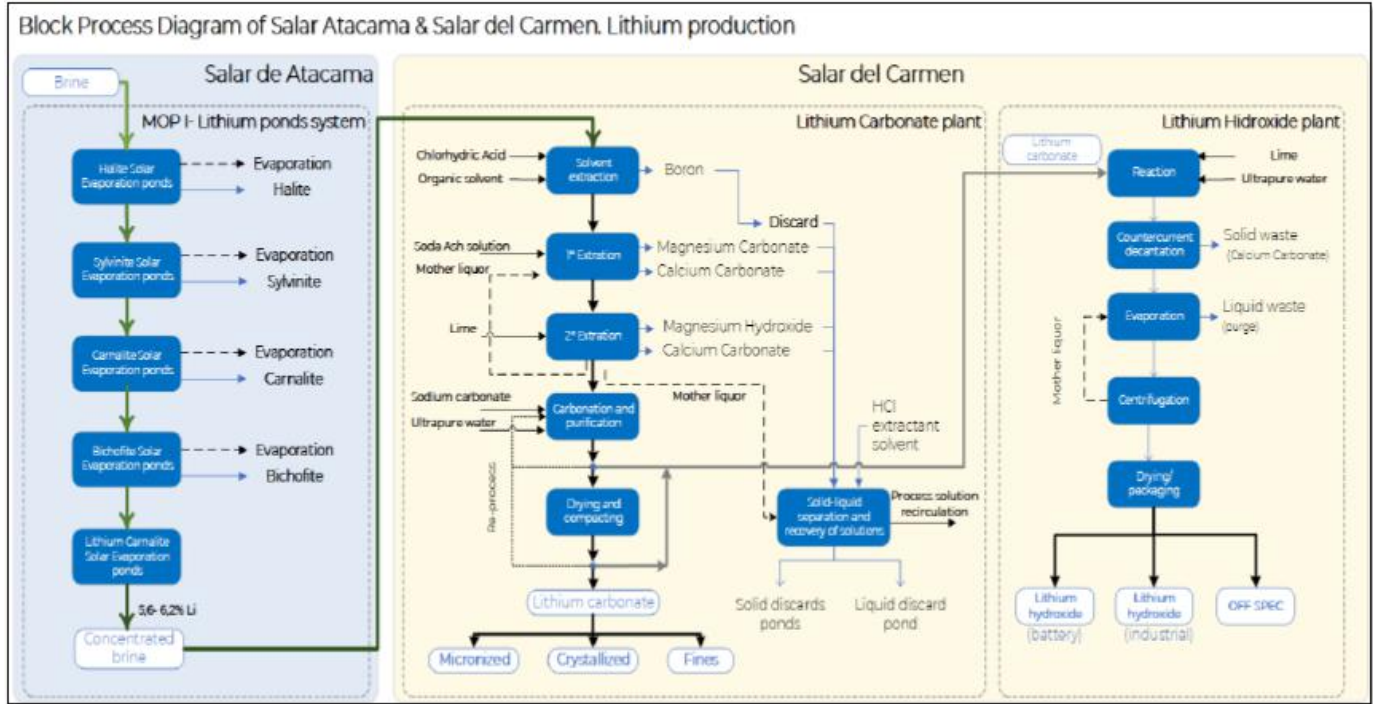 Block Process Diagram of Salar Atacama & Salar del Carmen. Lithium production
Salar de Atacama
Brine
MOP I- Lithium ponds system
Halite Solar
Evaporation ponds
Evaporation
Halite
Sylvinite Solar
Evaporation ponds
Evaporation
Sylvinite
Carnalite Solar
Evaporation ponds
Evaporation
Carnalite
Bichofite Solar
Evaporation ponds
Evaporation
Bichofite
Lithium Carnalite
Solar Evaporation
ponds
5,6- 6,2% Li
Concentrated
brine
Salar del Carmen
Lithium Carbonate plant
Chlorhydric Acid
Organic solvent
Solvent
extraction
Boron
Discard
Soda Ach solution
Mother liquor
1ª Extration
Magnesium Carbonate
Calcium Carbonate
Lime
2ª Extration
Magnesium Hydroxide
Calcium Carbonate
Mother liquor
Sodium carbonate
Ultrapure water
Carbonation and
purification
HCl
extractant
solvent
Re-process
Drying and
compacting
Solid-liquid
separation and
recovery of solutions
Process solution
recirculation
Solid discards
ponds
Liquid discard
pond
Lithium carbonate
Micronized
Crystallized
Fines
Lithium Hidroxide plant
Lithium
carbonate
Reaction
Lime
Ultrapure water
Countercurrent
decantation
Solid waste
(Calcium Carbonate)
Evaporation
Liquid waste
(purge)
Mother liquor
Centrifugation
Drying/
packaging
Lithium
hydroxide
(battery)
Lithium
hydroxide
(industrial)
OFF SPEC